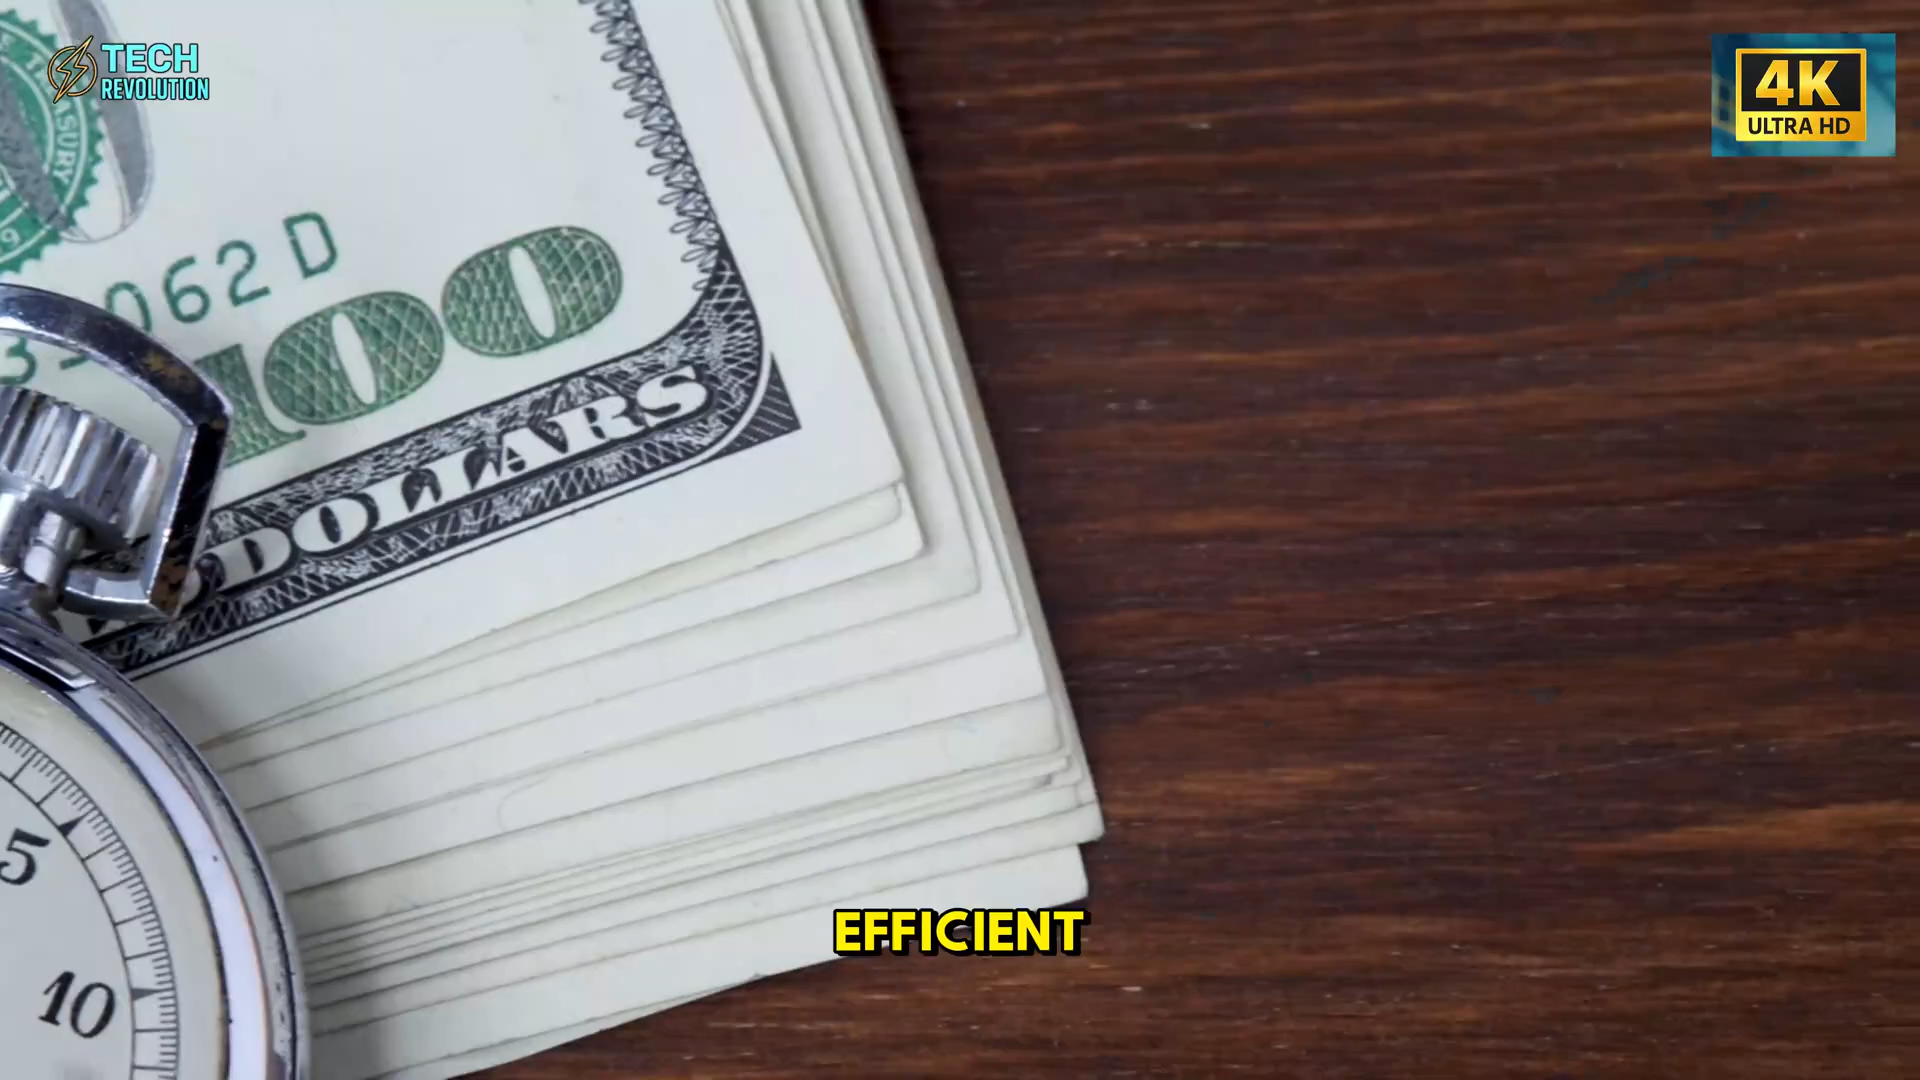 TECH
REVOLUTION
4K
ULTRA HD
062 D
100
DOLLARS
5
10
EFFICIENT